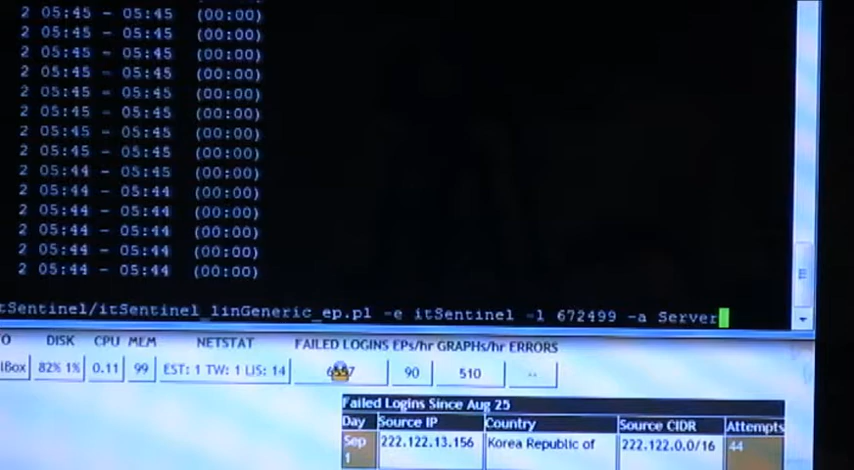 2 05:45 - 05:45 (00:00)
2 05:45 - 05:45 (00:00)
2 05:45 - 05:45 (00:00)
2 05:45 - 05:45 (00:00)
2 05:45 - 05:45 (00:00)
2 05:45 - 05:45 (00:00)
2 05:45 - 05:45 (00:00)
2 05:45 - 05:45 (00:00)
2 05:44 - 05:45 (00:00)
2 05:44 - 05:44 (00:00)
2 05:44 - 05:44 (00:00)
2 05:44 - 05:44 (00:00)
2 05:44 - 05:44 (00:00)
2 05:44 - 05:44 (00:00)
tSentinel/itSentinel_linGeneric_ep.pl -e itSentinel -l 672499 -a Server
O DISK CPU MEM NETSTAT FAILED LOGINS EPs/hr GRAPHs/hr ERRORS
lBox 82% 1% 0.11 99 EST: 1 TW: 1 LIS: 14 90 510 --
Failed Logins Since Aug 25
Day Source IP Country Source CIDR Attempts
Sep 1 222.122.13.156 Korea Republic of 222.122.0.0/16 44